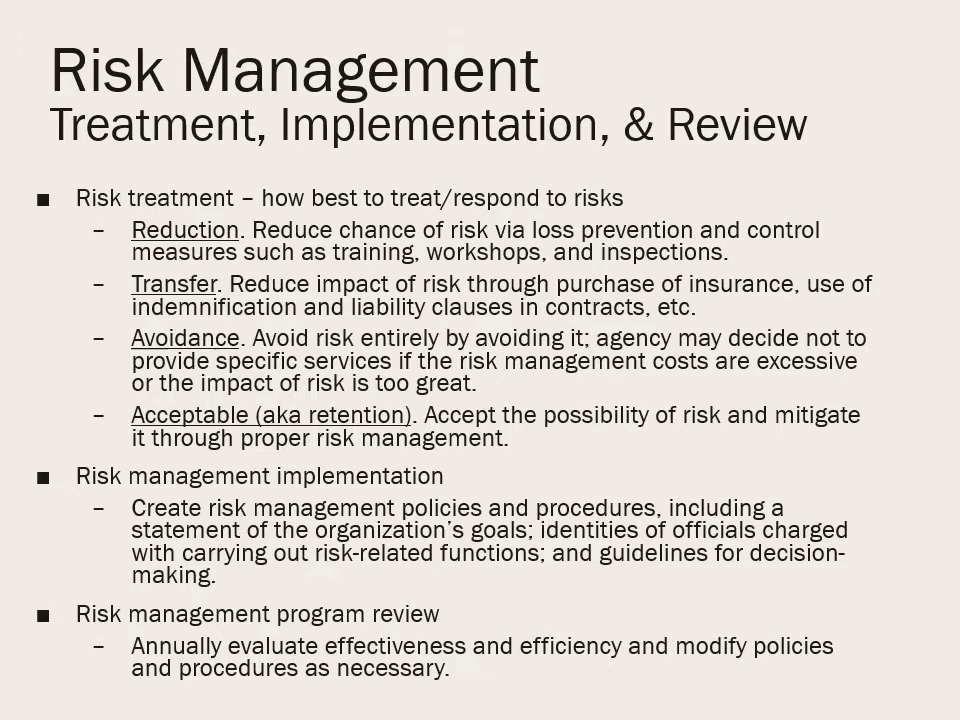 Risk Management
Treatment, Implementation, & Review
■ Risk treatment – how best to treat/respond to risks
– Reduction. Reduce chance of risk via loss prevention and control
measures such as training, workshops, and inspections.
– Transfer. Reduce impact of risk through purchase of insurance, use of
indemnification and liability clauses in contracts, etc.
– Avoidance. Avoid risk entirely by avoiding it; agency may decide not to
provide specific services if the risk management costs are excessive
or the impact of risk is too great.
– Acceptable (aka retention). Accept the possibility of risk and mitigate
it through proper risk management.
■ Risk management implementation
– Create risk management policies and procedures, including a
statement of the organization’s goals; identities of officials charged
with carrying out risk-related functions; and guidelines for decision-
making.
■ Risk management program review
– Annually evaluate effectiveness and efficiency and modify policies
and procedures as necessary.